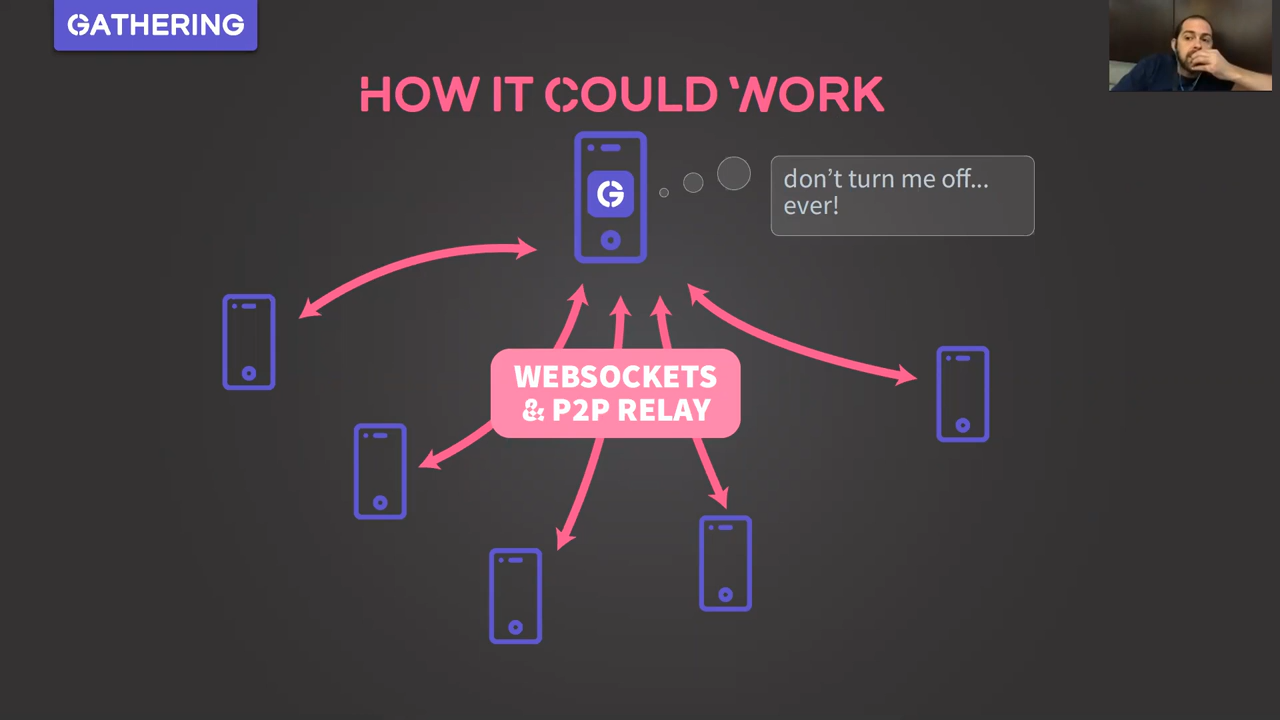 GATHERING
HOW IT COULD WORK
G
don't turn me off...
ever!
WEBSOCKETS
& P2P RELAY